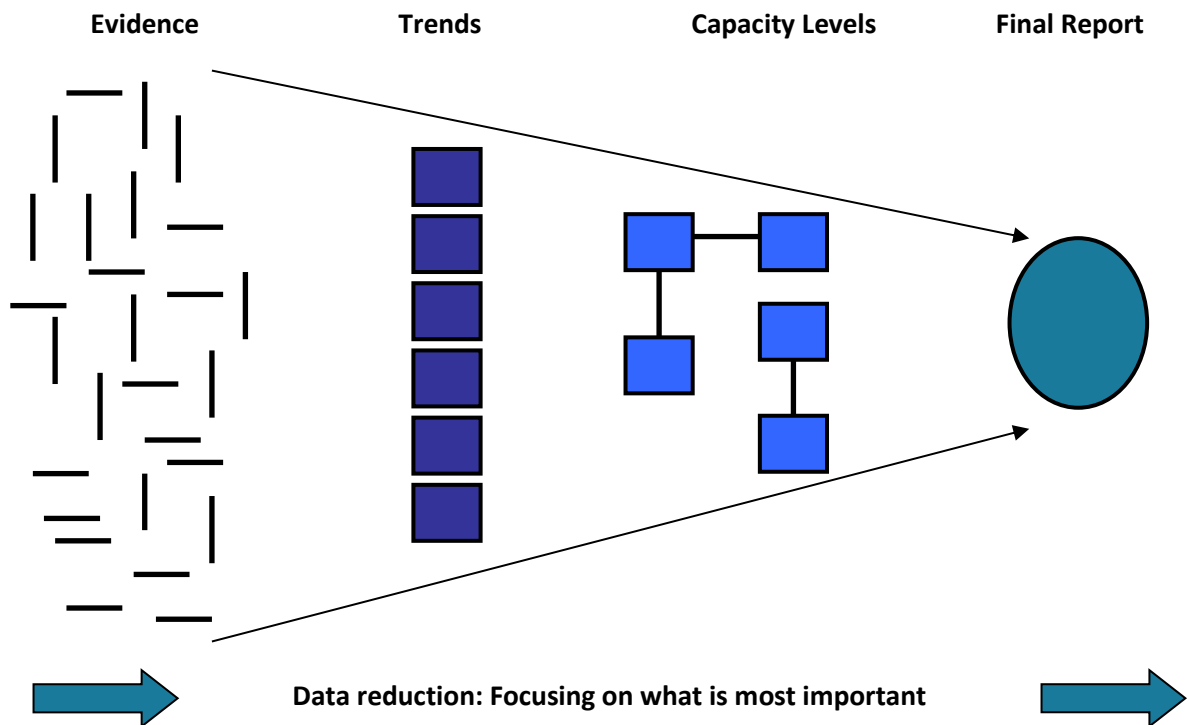 Evidence
Trends
Capacity Levels
Final Report
Data reduction: Focusing on what is most important